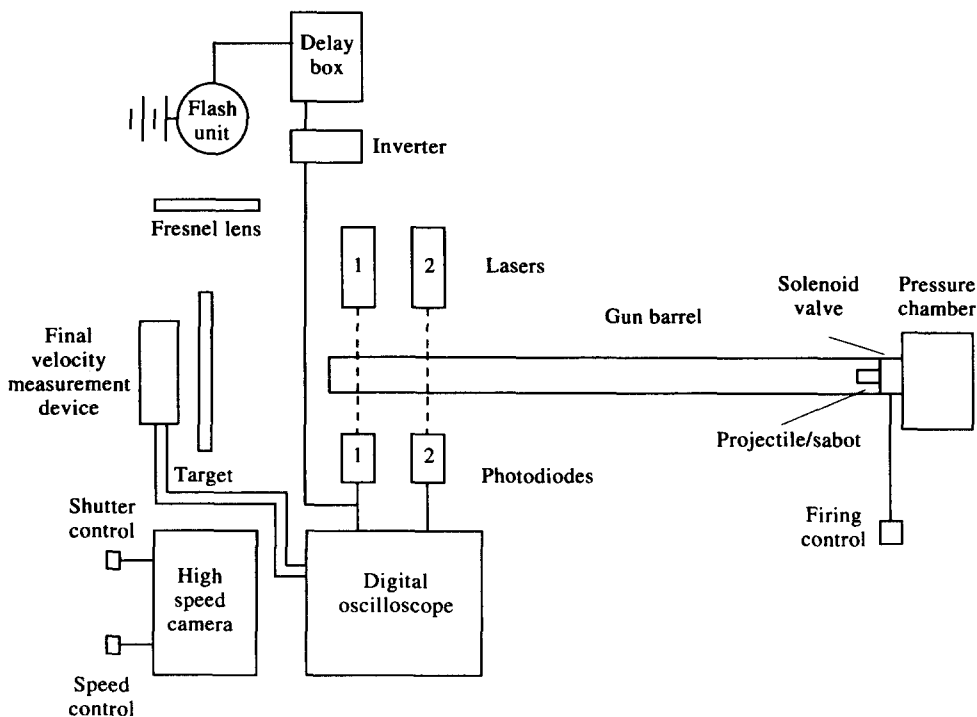 Delay
box
Flash
unit
Inverter
Fresnel lens
1
2
Lasers
Solenoid
valve
Pressure
chamber
Gun barrel
Final
velocity
measurement
device
Projectile/sabot
1
2
Photodiodes
Target
Shutter
control
Firing
control
High
speed
camera
Digital
oscilloscope
Speed
control